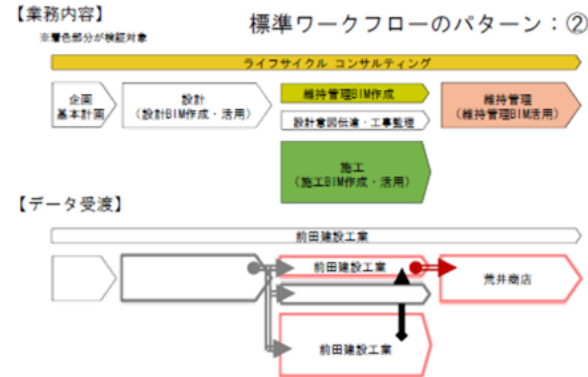 【業務内容】
標準ワークフローのパターン：②
※着色部分が検証対象
ライフサイクル コンサルティング
企画
基本計画
設計
（設計BIM作成・活用）
維持管理BIM作成
設計意図伝達・工事監理
維持管理
（維持管理BIM活用）
施工
（施工BIM作成・活用）
【データ受渡】
前田建設工業
前田建設工業
荒井商店
前田建設工業